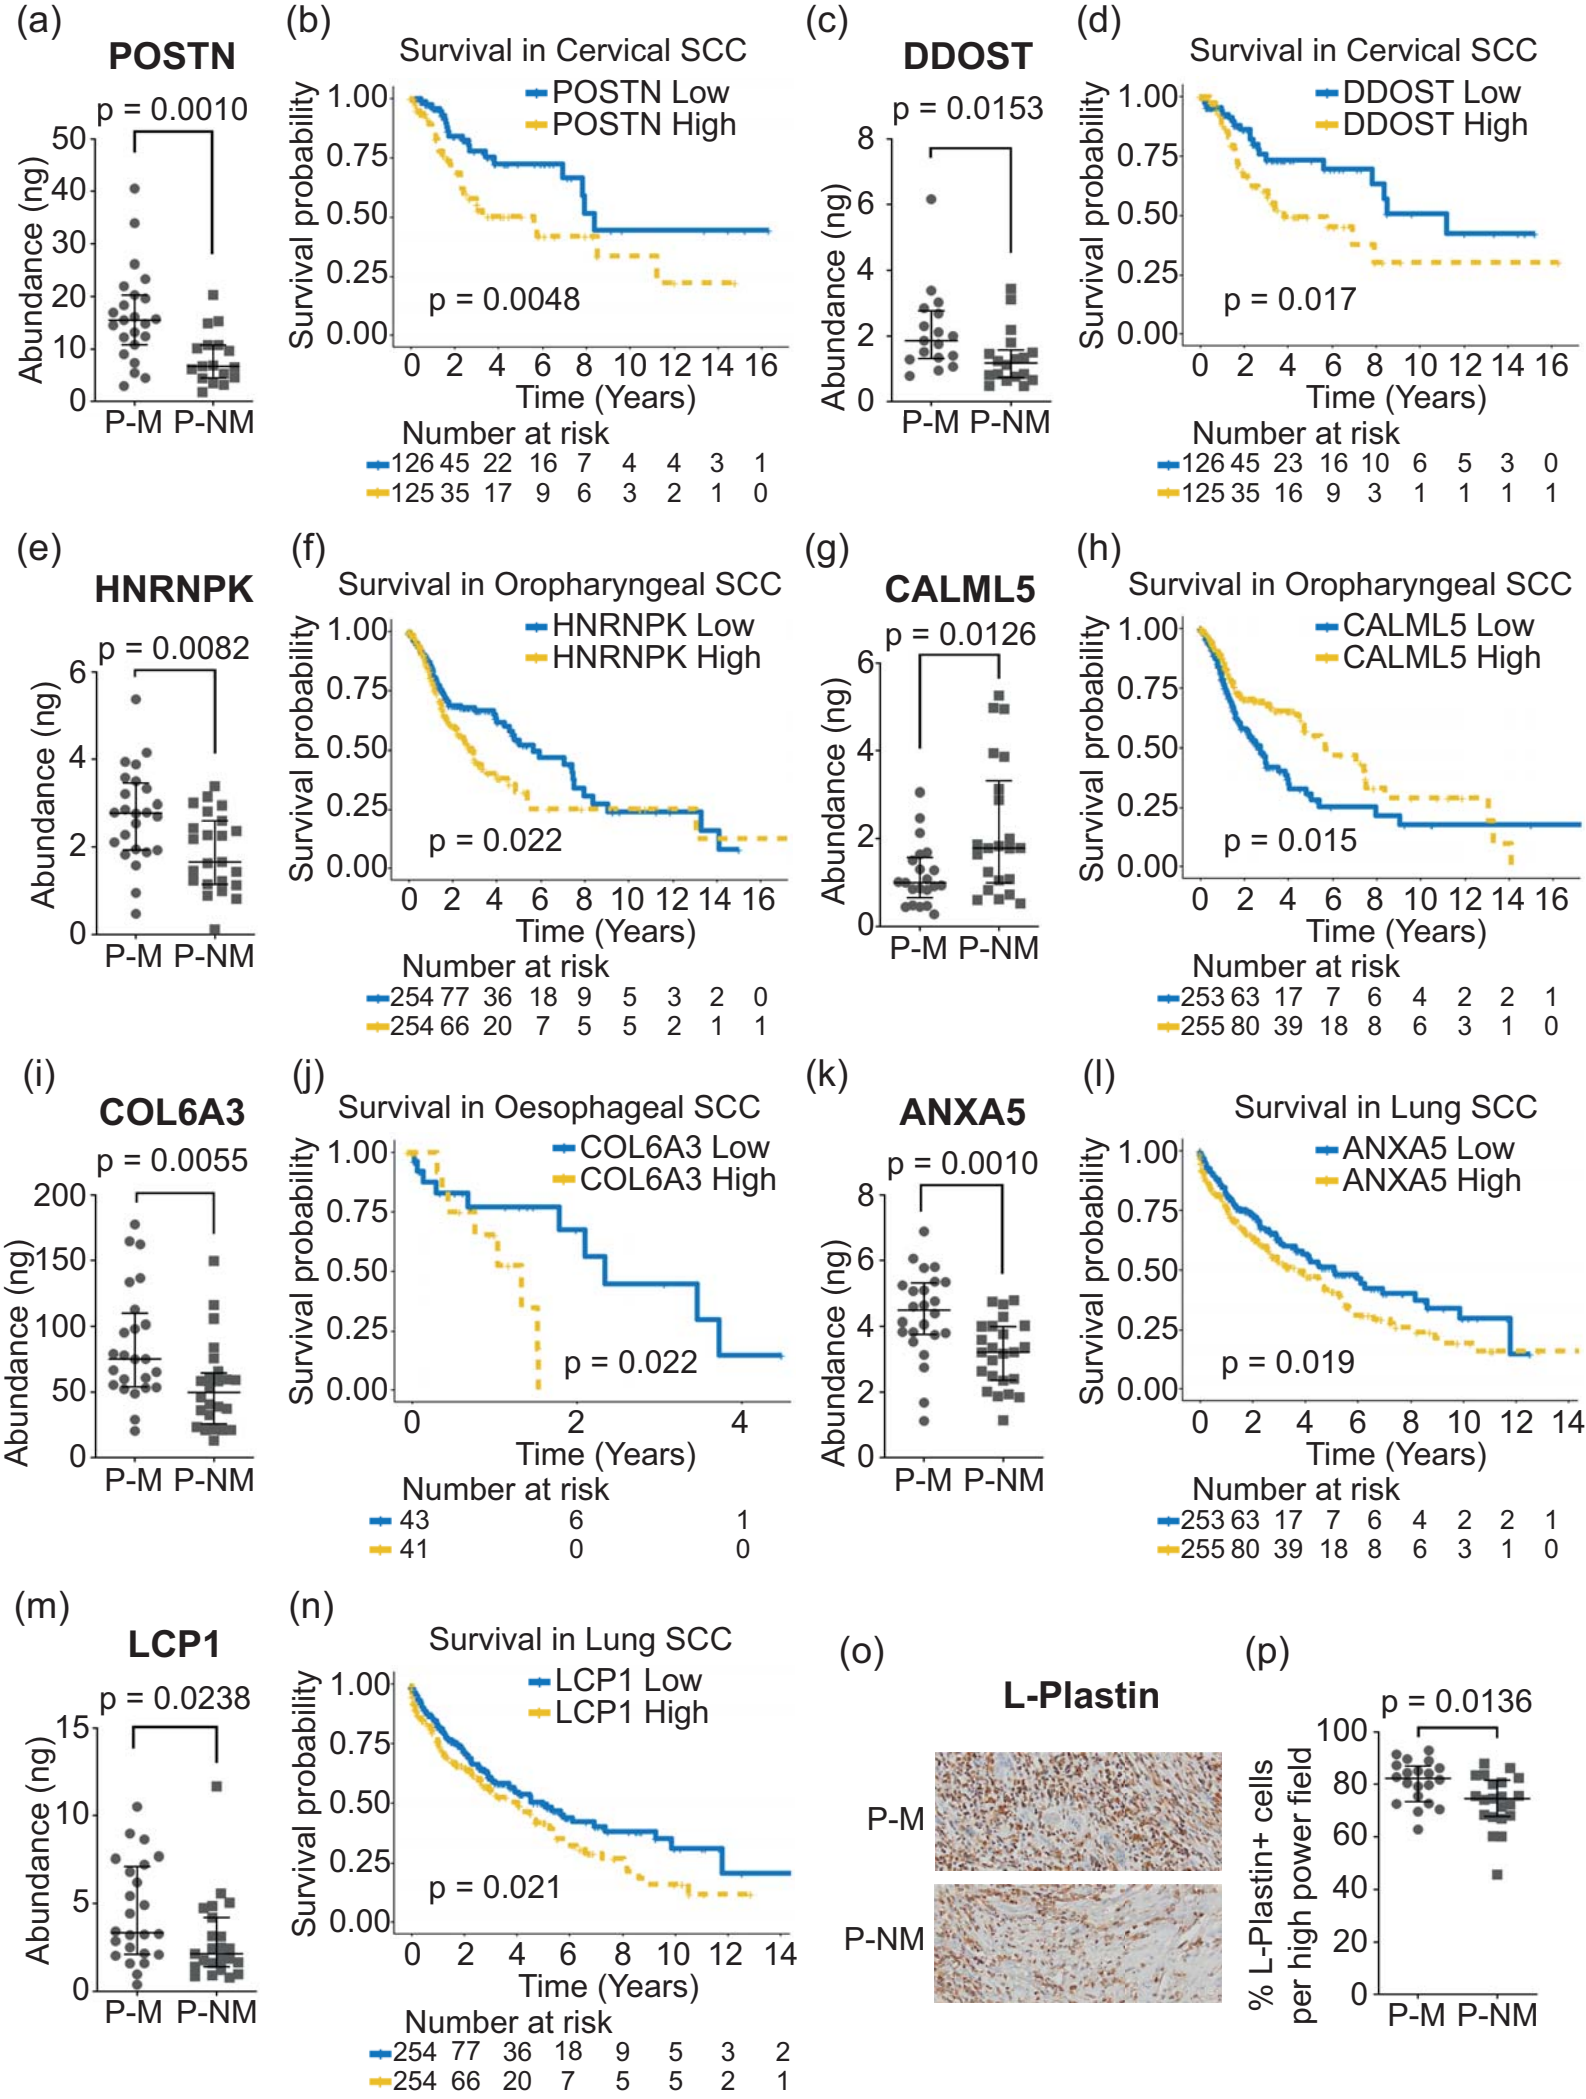 (a)
POSTN
p = 0.0010
Abundance (ng)
50
40
30
20
10
0
P-M P-NM
(b)
Survival in Cervical SCC
POSTN Low
POSTN High
Survival probability
1.00
0.75
0.50
0.25
0.00
p = 0.0048
0 2 4 6 8 10 12 14 16
Time (Years)
Number at risk
126 45 22 16 7 4 4 3 1
125 35 17 9 6 3 2 1 0
(c)
DDOST
p = 0.0153
Abundance (ng)
8
6
4
2
0
P-M P-NM
(d)
Survival in Cervical SCC
DDOST Low
DDOST High
Survival probability
1.00
0.75
0.50
0.25
0.00
p = 0.017
0 2 4 6 8 10 12 14 16
Time (Years)
Number at risk
126 45 23 16 10 6 5 3 0
125 35 16 9 3 1 1 1 1
(e)
HNRNPK
p = 0.0082
Abundance (ng)
6
4
2
0
P-M P-NM
(f)
Survival in Oropharyngeal SCC
HNRNPK Low
HNRNPK High
Survival probability
1.00
0.75
0.50
0.25
0.00
p = 0.022
0 2 4 6 8 10 12 14 16
Time (Years)
Number at risk
254 77 36 18 9 5 3 2 0
254 66 20 7 5 5 2 1 1
(g)
CALML5
p = 0.0126
Abundance (ng)
6
4
2
0
P-M P-NM
(h)
Survival in Oropharyngeal SCC
CALML5 Low
CALML5 High
Survival probability
1.00
0.75
0.50
0.25
0.00
p = 0.015
0 2 4 6 8 10 12 14 16
Time (Years)
Number at risk
253 63 17 7 6 4 2 2 1
255 80 39 18 8 6 3 1 0
(i)
COL6A3
p = 0.0055
Abundance (ng)
200
150
100
50
0
P-M P-NM
(j)
Survival in Oesophageal SCC
COL6A3 Low
COL6A3 High
Survival probability
1.00
0.75
0.50
0.25
0.00
p = 0.022
0 2 4
Time (Years)
Number at risk
43 6 1
41 0 0
(k)
ANXA5
p = 0.0010
Abundance (ng)
8
6
4
2
0
P-M P-NM
(l)
Survival in Lung SCC
ANXA5 Low
ANXA5 High
Survival probability
1.00
0.75
0.50
0.25
0.00
p = 0.019
0 2 4 6 8 10 12 14
Time (Years)
Number at risk
253 63 17 7 6 4 2 2 1
255 80 39 18 8 6 3 1 0
(m)
LCP1
p = 0.0238
Abundance (ng)
15
10
5
0
P-M P-NM
(n)
Survival in Lung SCC
LCP1 Low
LCP1 High
Survival probability
1.00
0.75
0.50
0.25
0.00
p = 0.021
0 2 4 6 8 10 12 14
Time (Years)
Number at risk
254 77 36 18 9 5 3 2
254 66 20 7 5 5 2 1
(o)
L-Plastin
P-M
P-NM
(p)
p = 0.0136
% L-Plastin+ cells
per high power field
100
80
60
40
20
0
P-M P-NM